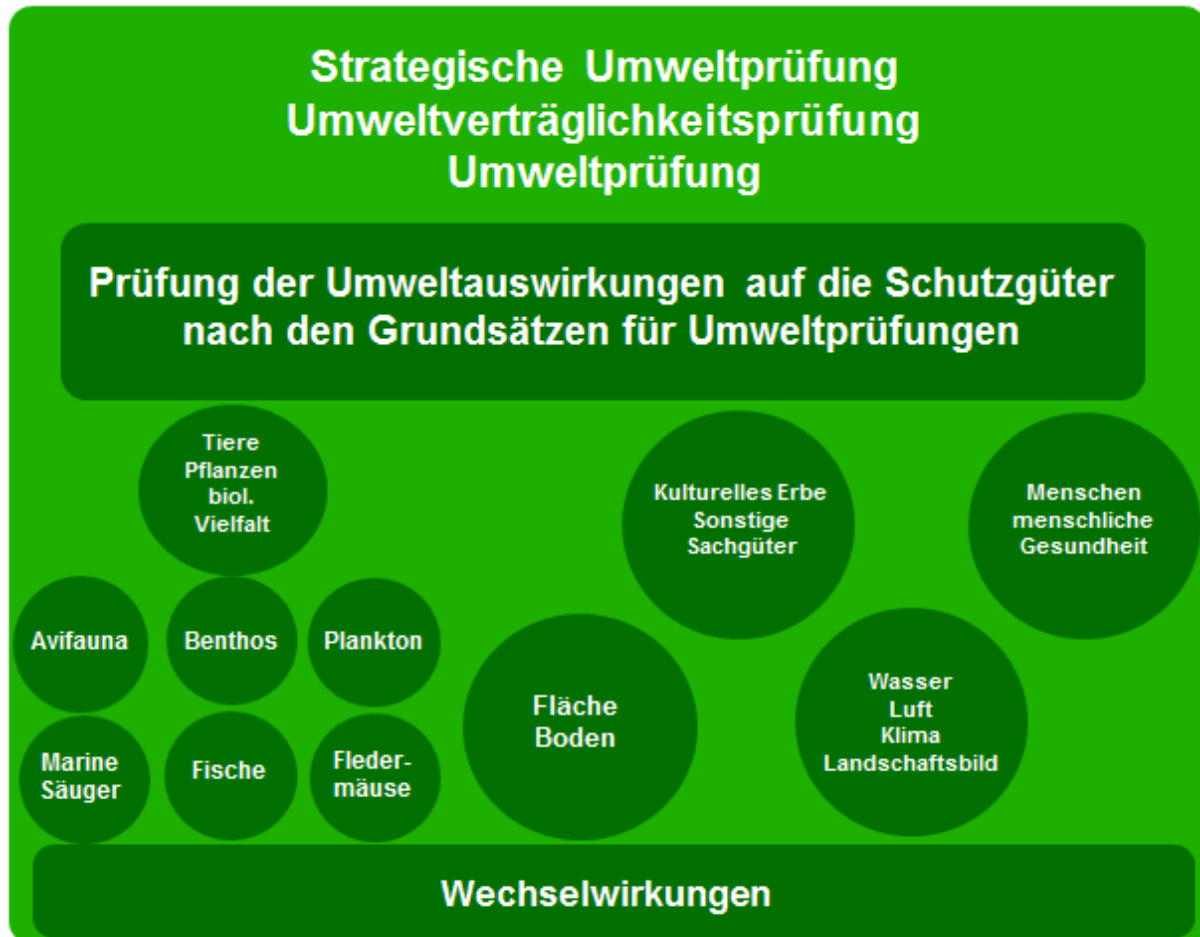 Strategische Umweltprüfung
Umweltverträglichkeitsprüfung
Umweltprüfung
Prüfung der Umweltauswirkungen auf die Schutzgüter
nach den Grundsätzen für Umweltprüfungen
Tiere
Pflanzen
biol.
Vielfalt
Kulturelles Erbe
Sonstige
Sachgüter
Menschen
menschliche
Gesundheit
Avifauna
Benthos
Plankton
Marine
Säuger
Fische
Fleder-
mäuse
Fläche
Boden
Wasser
Luft
Klima
Landschaftsbild
Wechselwirkungen